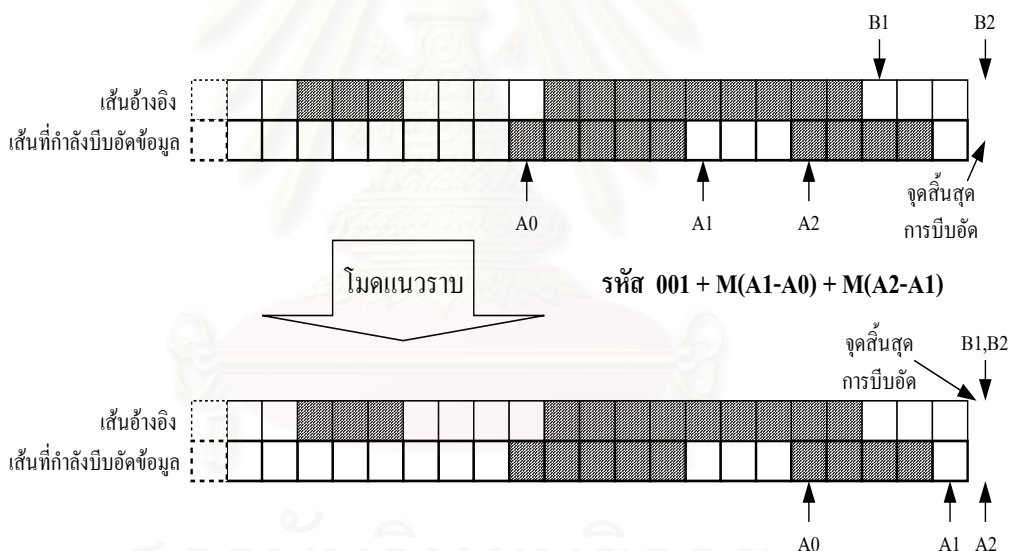 B1 B2
เส้นอ้างอิง
เส้นที่กำลังบีบอัดข้อมูล
A0 A1 A2
จุดสิ้นสุด
การบีบอัด
โมดแนวราบ
รหัส 001 + M(A1-A0) + M(A2-A1)
จุดสิ้นสุด
การบีบอัด
B1,B2
เส้นอ้างอิง
เส้นที่กำลังบีบอัดข้อมูล
A0 A1 A2